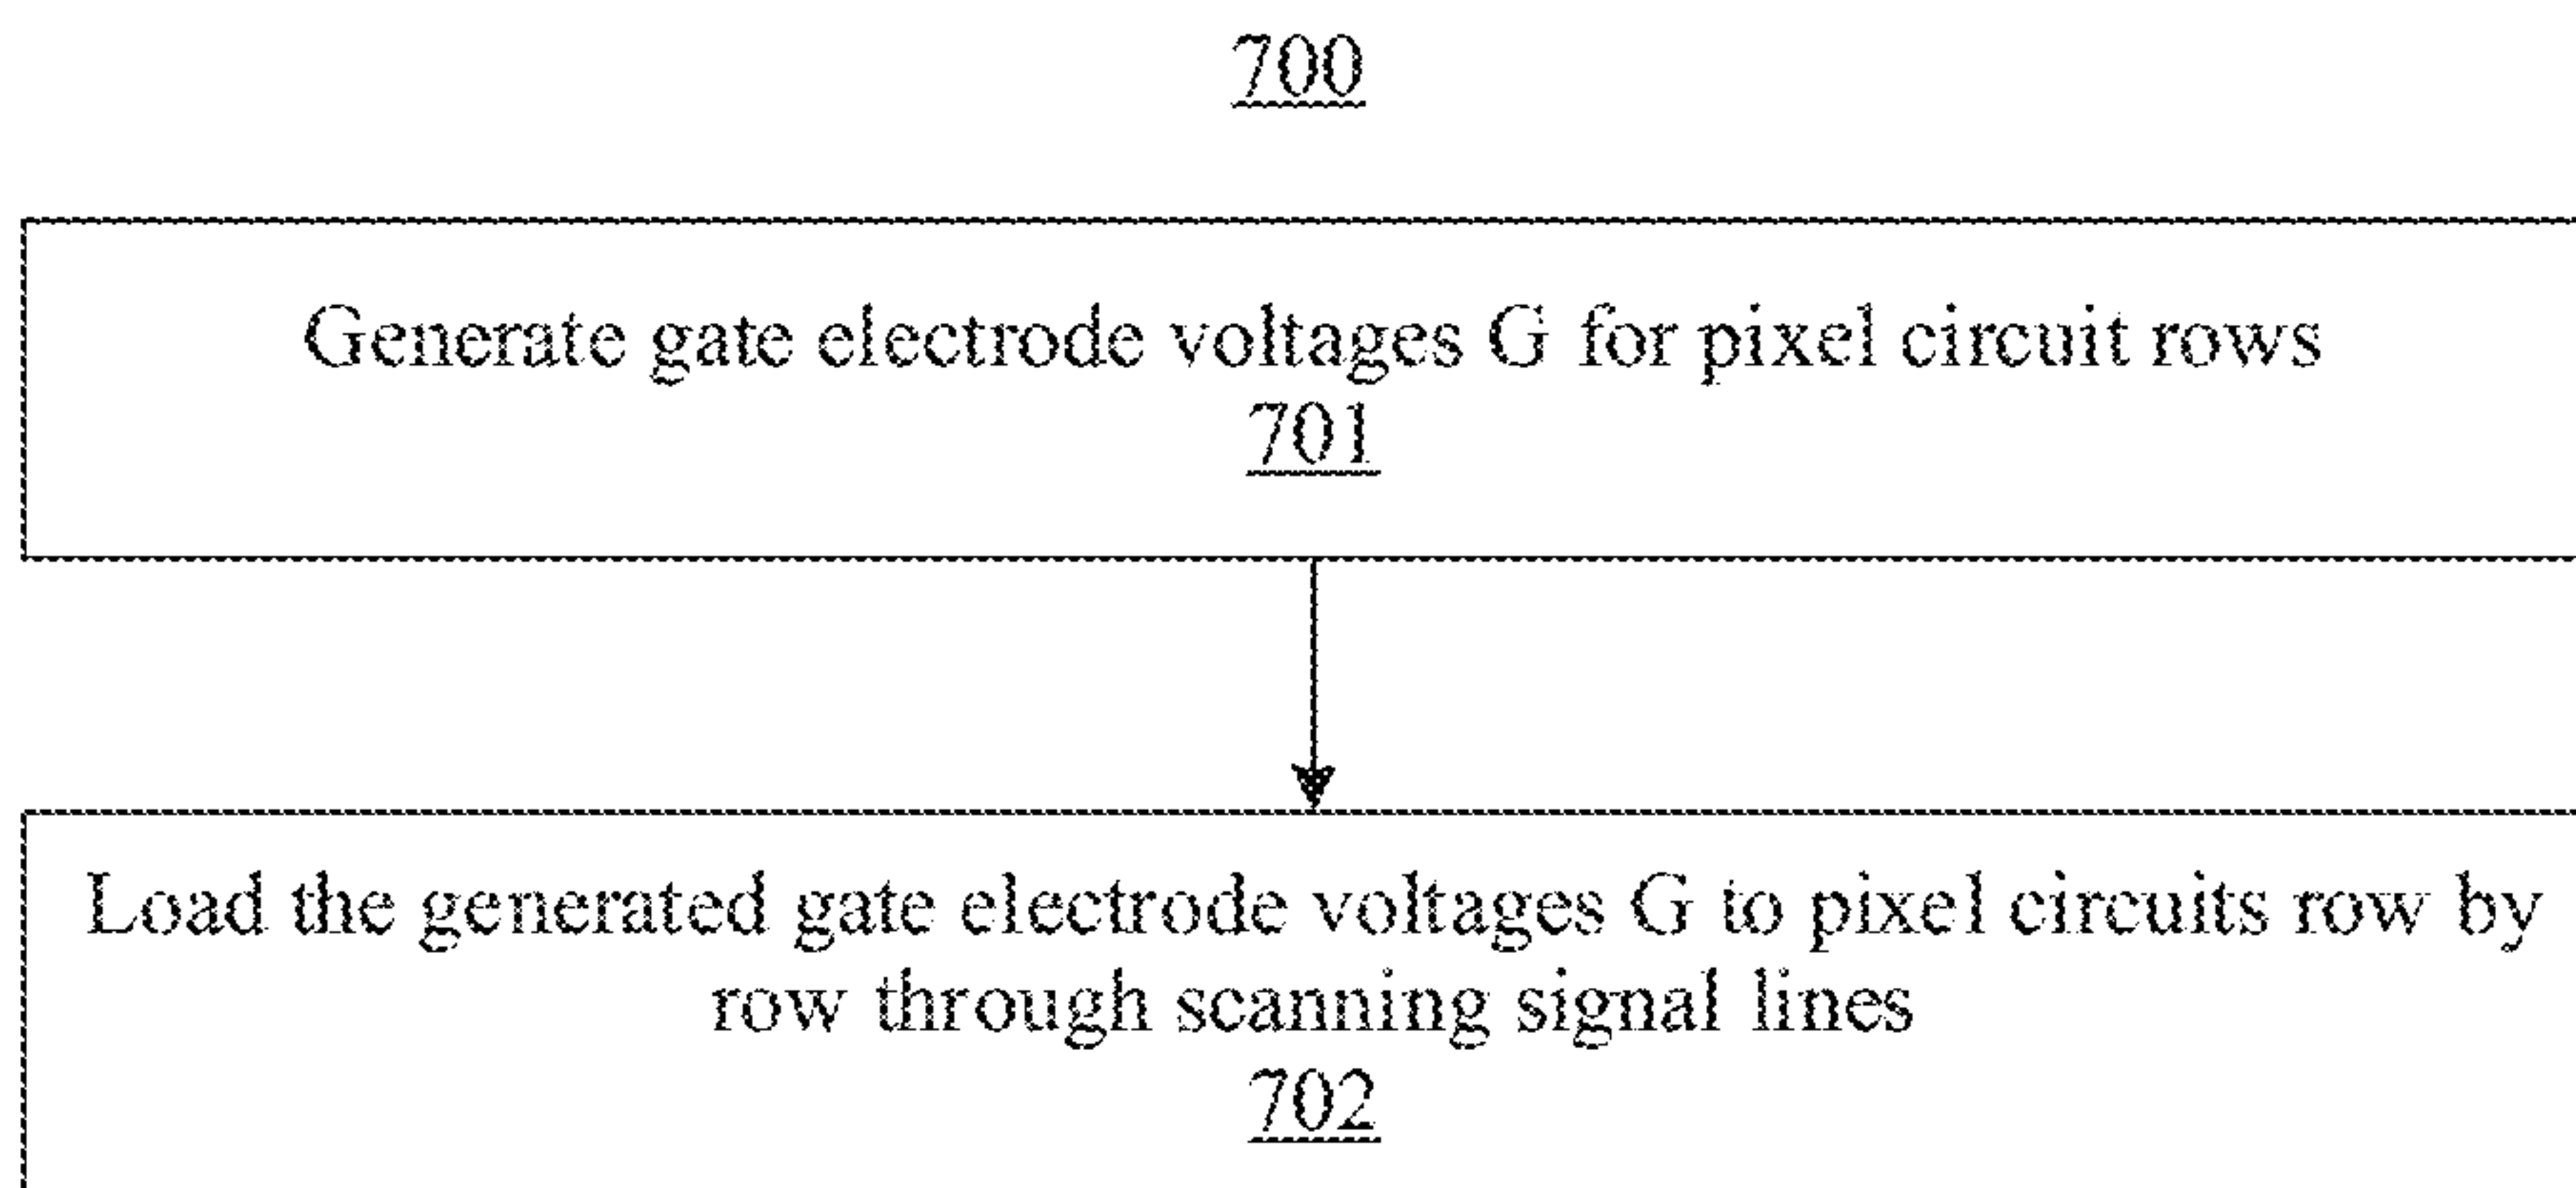 700
Generate gate electrode voltages G for pixel circuit rows
701
Load the generated gate electrode voltages G to pixel circuits row by
row through scanning signal lines
702